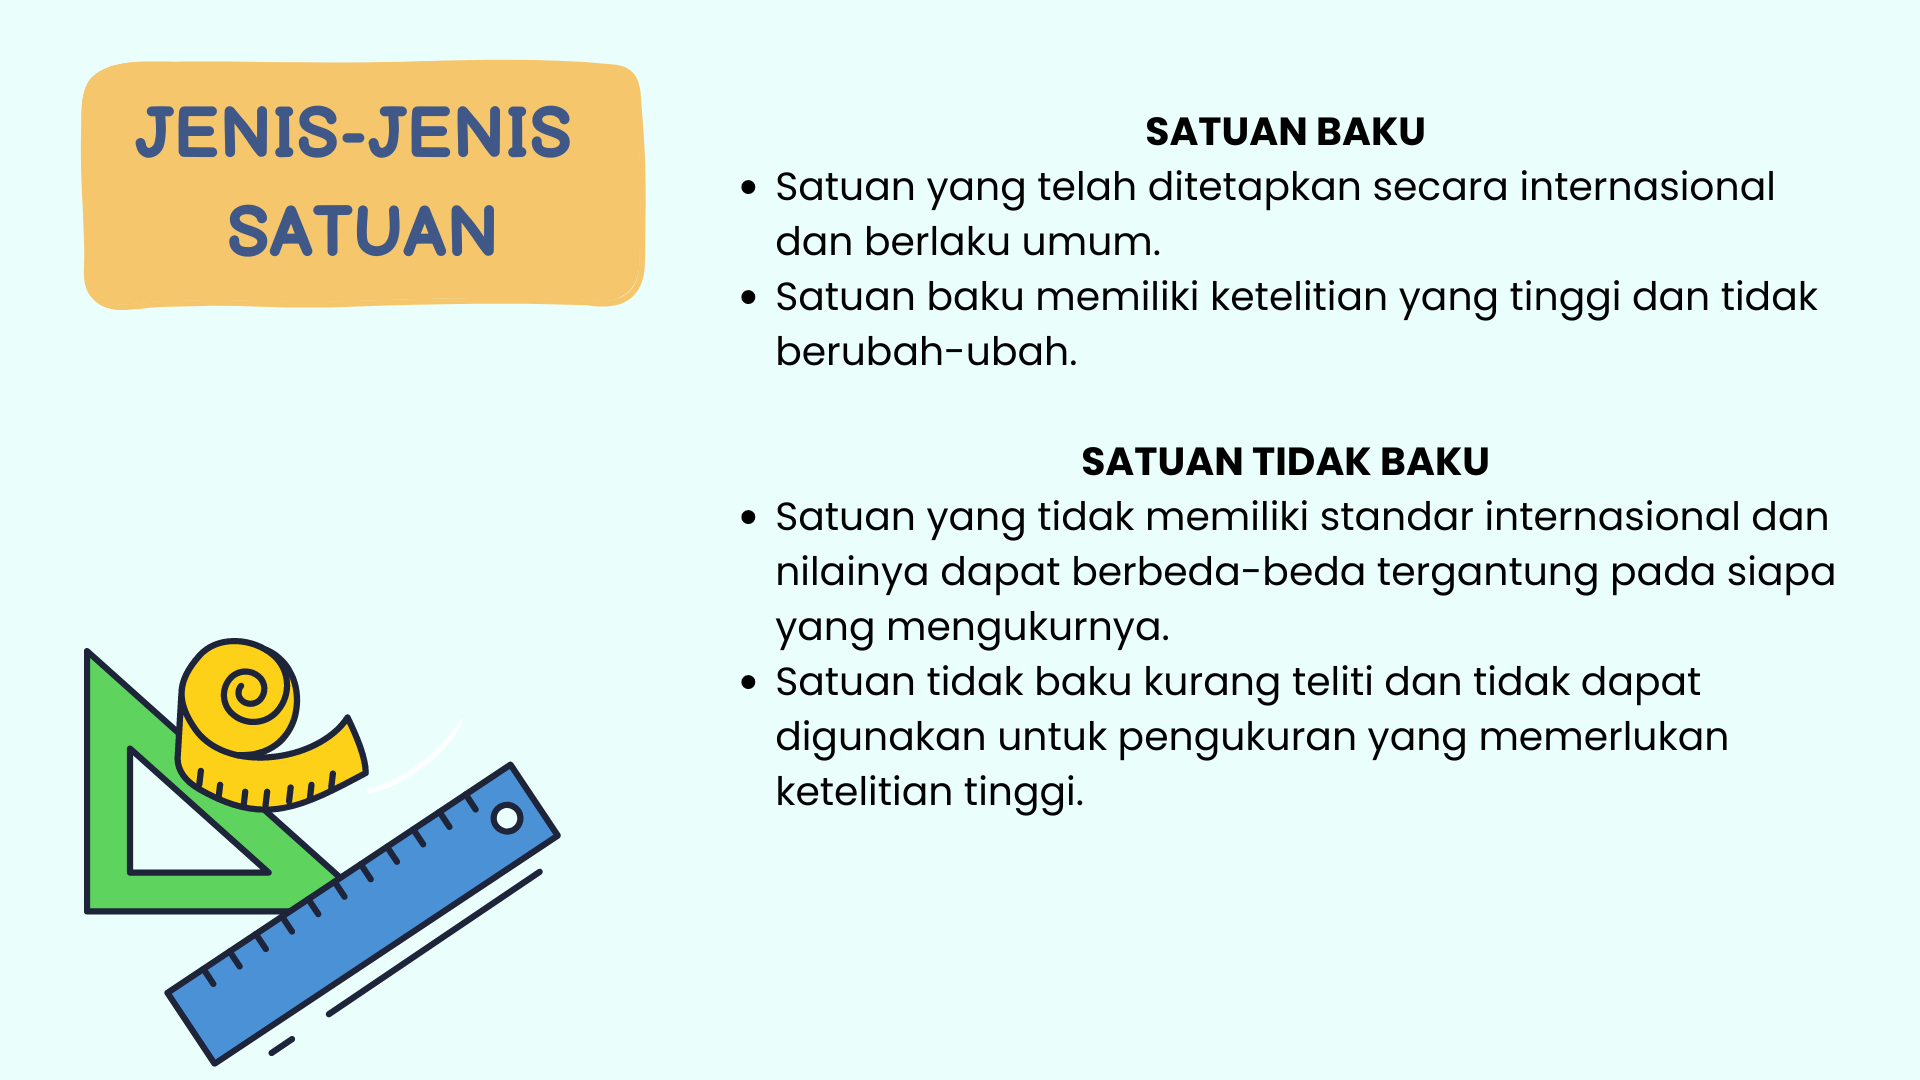 JENIS-JENIS
SATUAN
SATUAN BAKU
• Satuan yang telah ditetapkan secara internasional
dan berlaku umum.
• Satuan baku memiliki ketelitian yang tinggi dan tidak
berubah-ubah.
SATUAN TIDAK BAKU
• Satuan yang tidak memiliki standar internasional dan
nilainya dapat berbeda-beda tergantung pada siapa
yang mengukurnya.
• Satuan tidak baku kurang teliti dan tidak dapat
digunakan untuk pengukuran yang memerlukan
ketelitian tinggi.